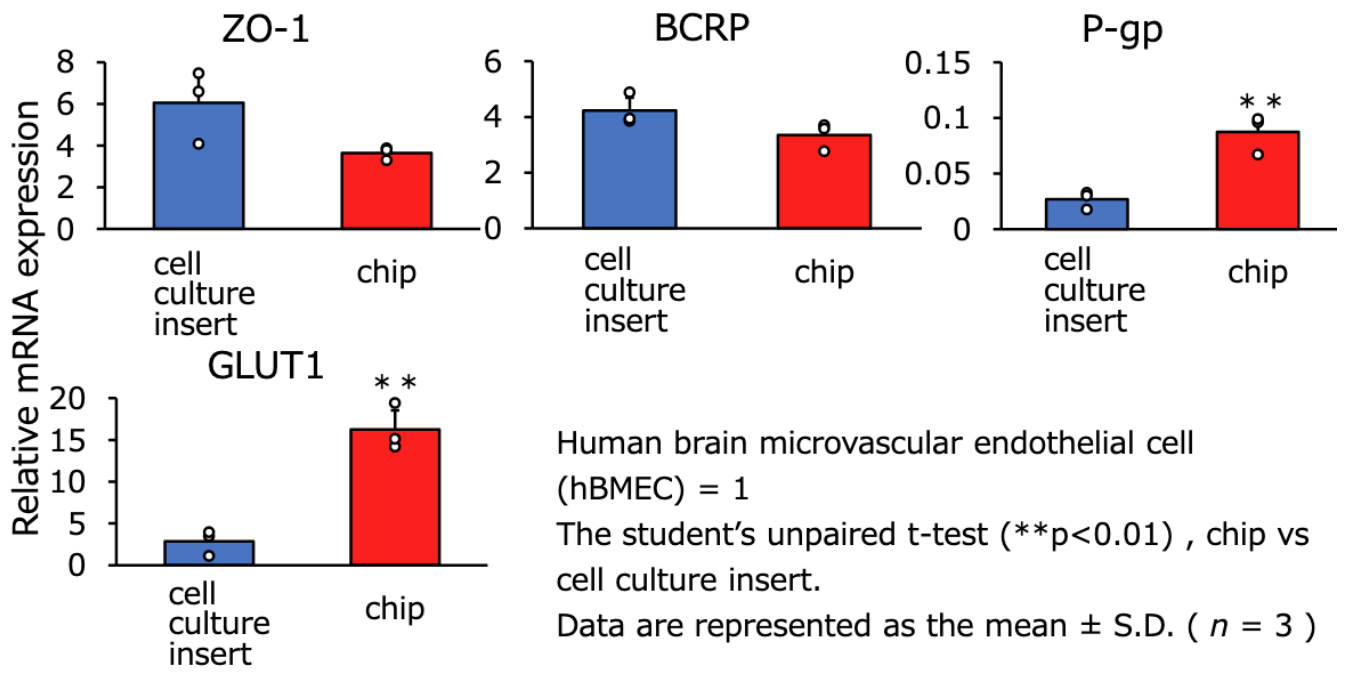 ZO-1
BCRP
P-gp
Relative mRNA expression
8
6
4
2
0
cell
culture
insert
chip
6
4
2
0
cell
culture
insert
chip
0.15
0.1
0.05
0
* *
cell
culture
insert
chip
GLUT1
20
15
10
5
0
* *
cell
culture
insert
chip
Human brain microvascular endothelial cell
(hBMEC) = 1
The student’s unpaired t-test (**p<0.01) , chip vs
cell culture insert.
Data are represented as the mean ± S.D. ( n = 3 )